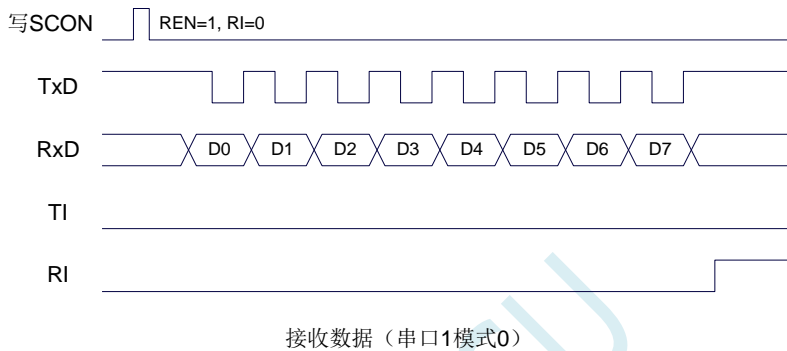 写SCON REN=1, RI=0
TxD
RxD D0 D1 D2 D3 D4 D5 D6 D7
TI
RI
接收数据（串口1模式0）